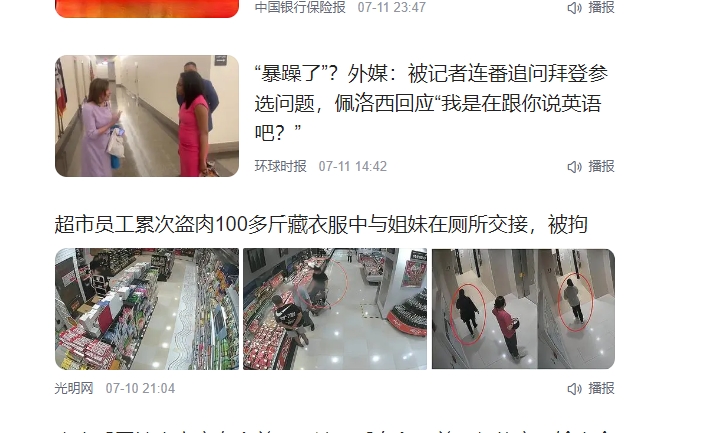 中国银行保险报 07-11 23:47 播报
“暴躁了”？外媒：被记者连番追问拜登参
选问题，佩洛西回应“我是在跟你说英语
吧？”
环球时报 07-11 14:42 播报
超市员工累次盗肉100多斤藏衣服中与姐妹在厕所交接，被拘
光明网 07-10 21:04 播报